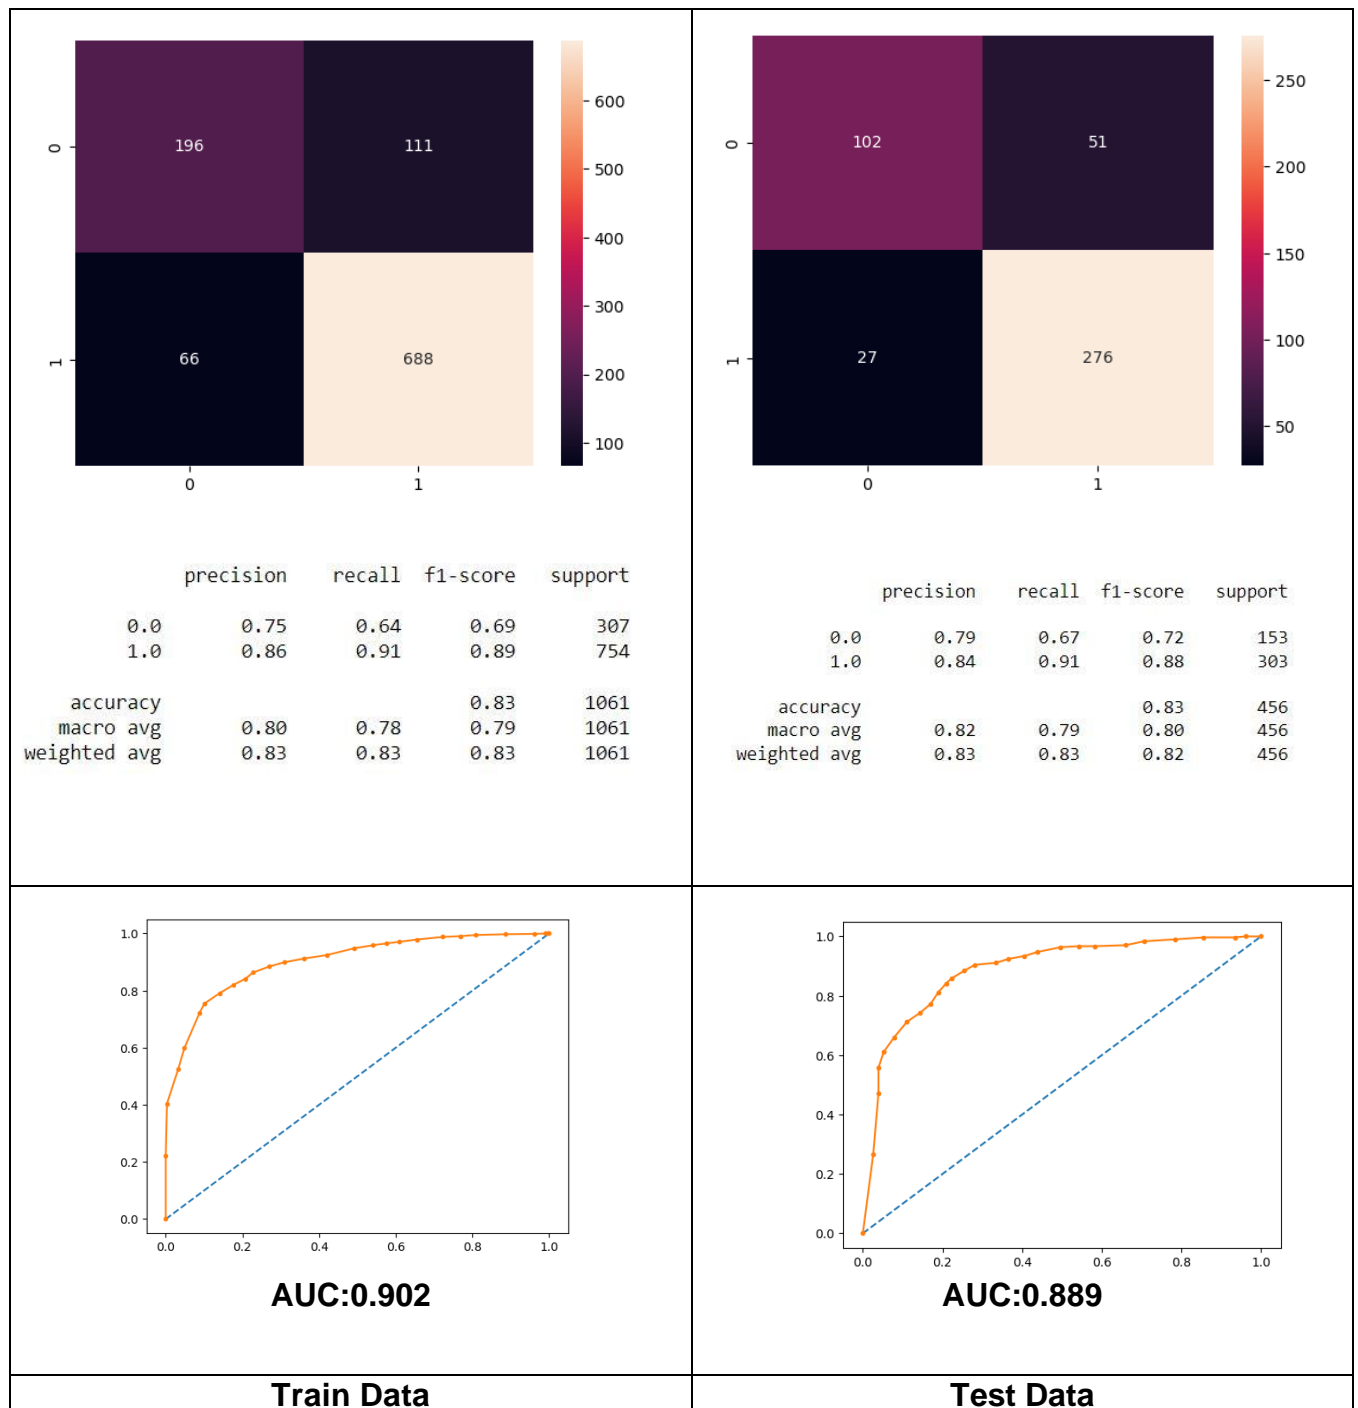 196 111
66 688
0
1
0 1
600
500
400
300
200
100
precision recall f1-score support
0.0 0.75 0.64 0.69 307
1.0 0.86 0.91 0.89 754
accuracy 0.83 1061
macro avg 0.80 0.78 0.79 1061
weighted avg 0.83 0.83 0.83 1061
102 51
27 276
0
1
0 1
250
200
150
100
50
precision recall f1-score support
0.0 0.79 0.67 0.72 153
1.0 0.84 0.91 0.88 303
accuracy 0.83 456
macro avg 0.82 0.79 0.80 456
weighted avg 0.83 0.83 0.82 456
1.0
0.8
0.6
0.4
0.2
0.0
0.0 0.2 0.4 0.6 0.8 1.0
AUC:0.902
1.0
0.8
0.6
0.4
0.2
0.0
0.0 0.2 0.4 0.6 0.8 1.0
AUC:0.889
Train Data
Test Data